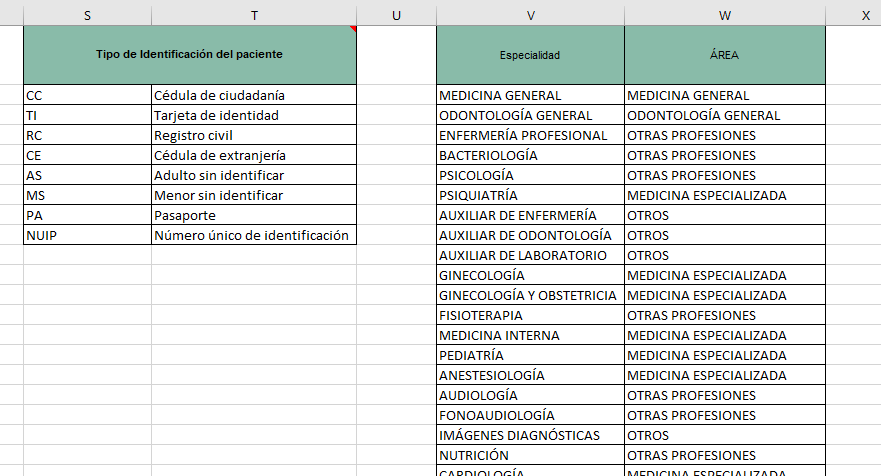 S T U V W X
Tipo de Identificación del paciente
CC Cédula de ciudadanía
TI Tarjeta de identidad
RC Registro civil
CE Cédula de extranjería
AS Adulto sin identificar
MS Menor sin identificar
PA Pasaporte
NUIP Número único de identificación
Especialidad ÁREA
MEDICINA GENERAL MEDICINA GENERAL
ODONTOLOGÍA GENERAL ODONTOLOGÍA GENERAL
ENFERMERÍA PROFESIONAL OTRAS PROFESIONES
BACTERIOLOGÍA OTRAS PROFESIONES
PSICOLOGÍA OTRAS PROFESIONES
PSIQUIATRÍA MEDICINA ESPECIALIZADA
AUXILIAR DE ENFERMERÍA OTROS
AUXILIAR DE ODONTOLOGÍA OTROS
AUXILIAR DE LABORATORIO OTROS
GINECOLOGÍA MEDICINA ESPECIALIZADA
GINECOLOGÍA Y OBSTETRICIA MEDICINA ESPECIALIZADA
FISIOTERAPIA OTRAS PROFESIONES
MEDICINA INTERNA MEDICINA ESPECIALIZADA
PEDIATRÍA MEDICINA ESPECIALIZADA
ANESTESIOLOGÍA MEDICINA ESPECIALIZADA
AUDIOLOGÍA OTRAS PROFESIONES
FONOAUDIOLOGÍA OTRAS PROFESIONES
IMÁGENES DIAGNÓSTICAS OTROS
NUTRICIÓN OTRAS PROFESIONES
CARDIOLOGÍA MEDICINA ESPECIALIZADA